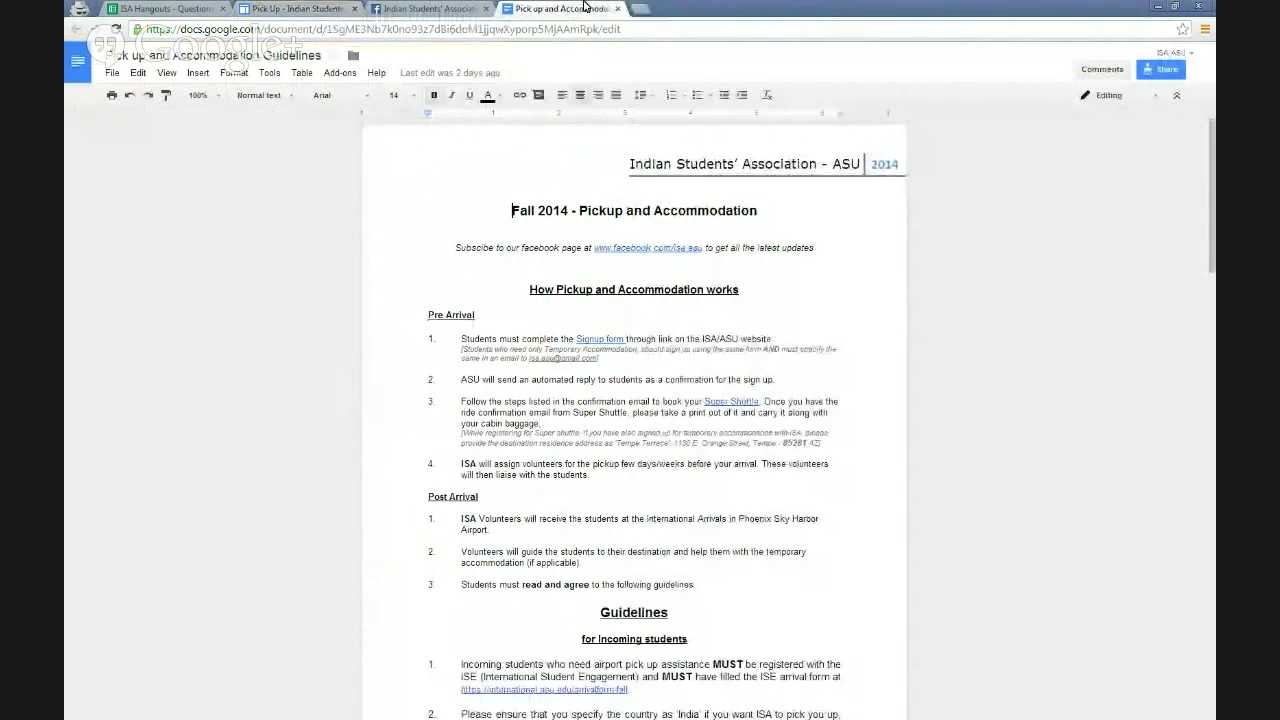 ISA Hangouts - Question
Pick Up - Indian Student
Indian Students' Associat
Pick up and Accommoda
https://docs.google.com/document/d/
Google+
Pick up and Accommodation Guidelines
ISA ASU
File Edit View Insert Format Tools Table Add-ons Help Last edit was 2 days ago
Comments
Share
100% Normal text Arial 14 B I U A
Editing
Indian Students' Association - ASU 2014
Fall 2014 - Pickup and Accommodation
Subscibe to our facebook page at www.facebook.com/isa.asu to get all the latest updates
How Pickup and Accommodation works
Pre Arrival
1. Students must complete the Signup form through link on the ISA/ASU website
[Students who need only Temporary Accommodation, should sign up using the same form AND must specify the
same in an email to isa.asu@gmail.com]
2. ASU will send an automated reply to students as a confirmation for the sign up.
3. Follow the steps listed in the confirmation email to book your Super Shuttle. Once you have the
ride confirmation email from Super Shuttle, please take a print out of it and carry it along with
your cabin baggage.
[While registering for Super shuttle, if you have also signed up for temporary accommodation with ISA, please
provide the destination residence address as 'Tempe Terrace' 1130 E. Orange Street, Tempe - 85281 AZ]
4. ISA will assign volunteers for the pickup few days/weeks before your arrival. These volunteers
will then liaise with the students.
Post Arrival
1. ISA Volunteers will receive the students at the International Arrivals in Phoenix Sky Harbor
Airport.
2. Volunteers will guide the students to their destination and help them with the temporary
accommodation (if applicable).
3. Students must read and agree to the following guidelines
Guidelines
for Incoming students
1. Incoming students who need airport pick up assistance MUST be registered with the
ISE (International Student Engagement) and MUST have filled the ISE arrival form at
https://international.asu.edu/arrivalform-fall
2. Please ensure that you specify the country as 'India' if you want ISA to pick you up,